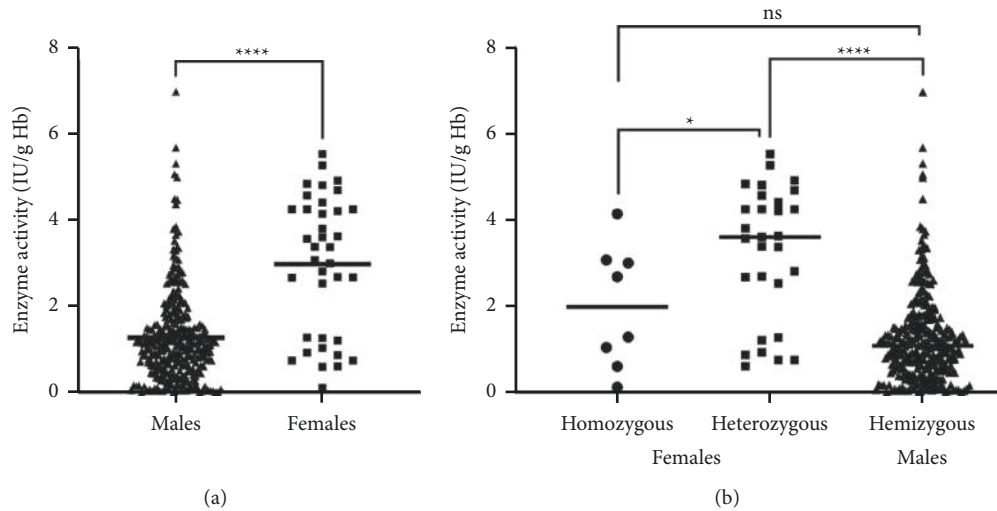 Enzyme activity (IU/g Hb)
8
6
4
2
0
****
Males
Females
(a)
Enzyme activity (IU/g Hb)
8
6
4
2
0
ns
****
*
Homozygous
Heterozygous
Hemizygous
Females
Males
(b)